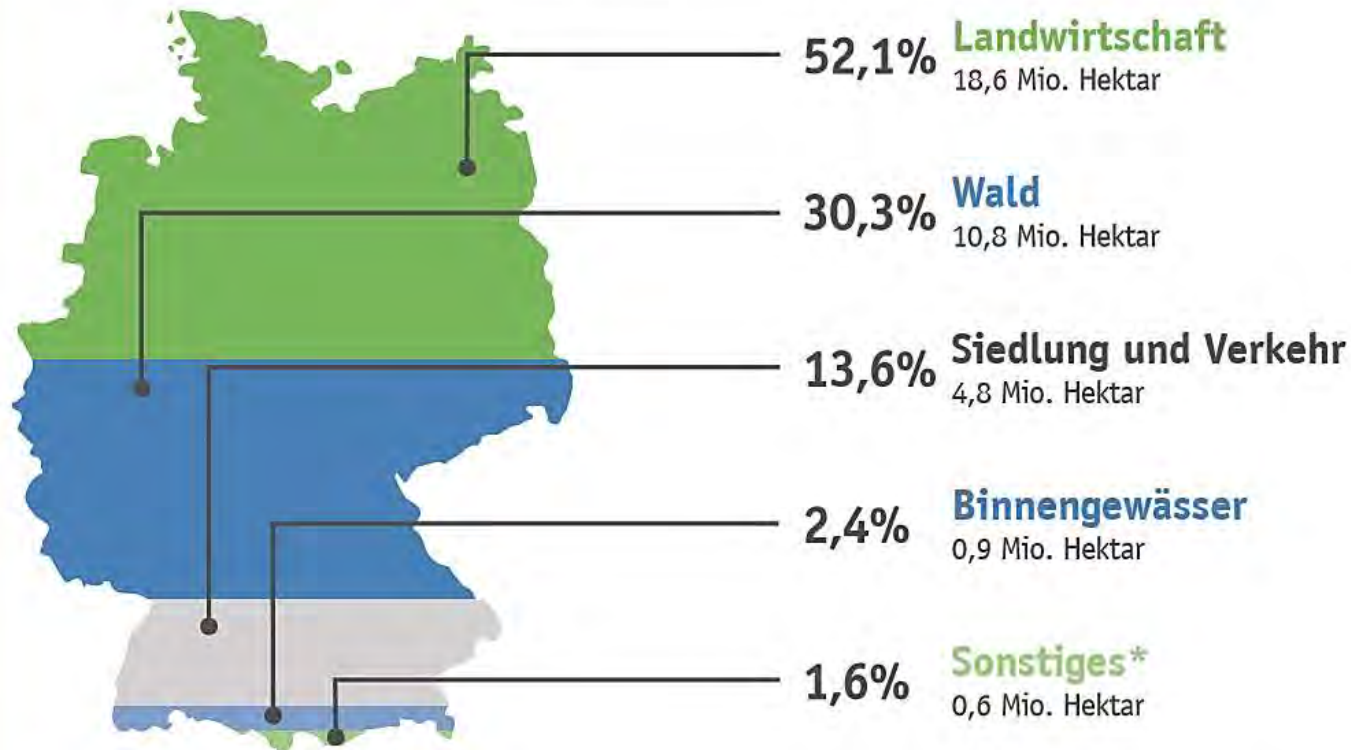 52,1% Landwirtschaft
18,6 Mio. Hektar
30,3% Wald
10,8 Mio. Hektar
13,6% Siedlung und Verkehr
4,8 Mio. Hektar
2,4% Binnengewässer
0,9 Mio. Hektar
1,6% Sonstiges*
0,6 Mio. Hektar